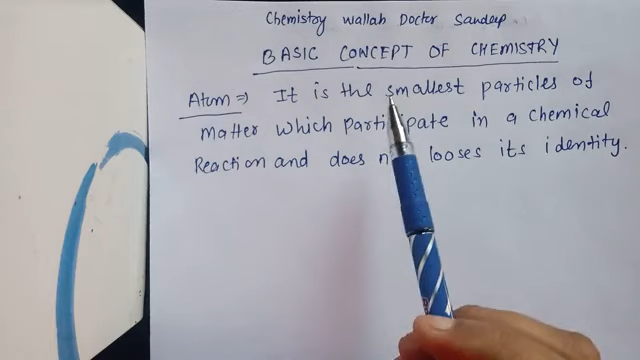 Chemistry Wallah Doctor Sandeep
BASIC CONCEPT OF CHEMISTRY
Atom ⇒ It is the smallest particles of
matter which participate in a chemical
Reaction and does looses its identity.